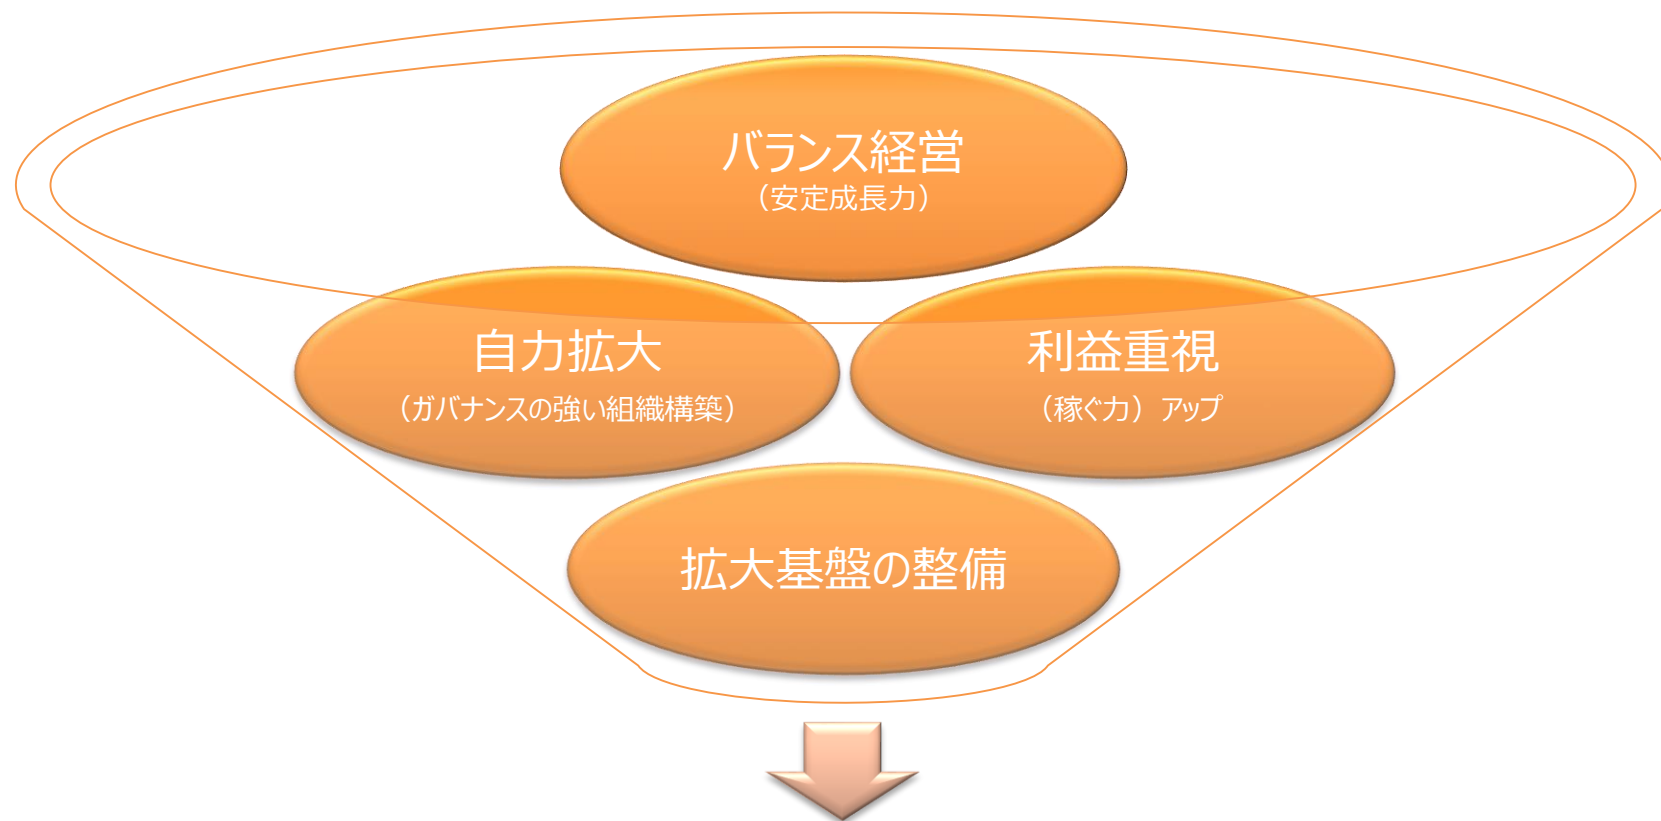 バランス経営
（安定成長力）
自力拡大
（ガバナンスの強い組織構築）
利益重視
（稼ぐ力）アップ
拡大基盤の整備